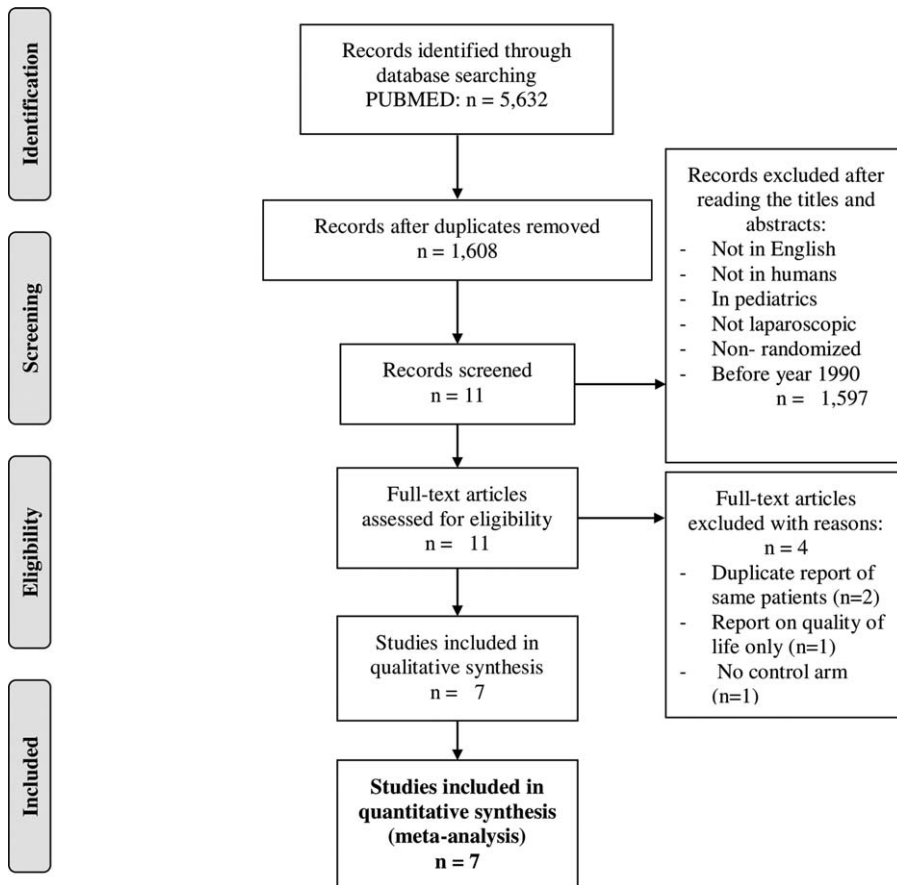 Identification
Records identified through
database searching
PUBMED: n = 5,632
Records after duplicates removed
n = 1,608
Screening
Records screened
n = 11
Records excluded after
reading the titles and
abstracts:
- Not in English
- Not in humans
- In pediatrics
- Not laparoscopic
- Non- randomized
- Before year 1990
n = 1,597
Eligibility
Full-text articles
assessed for eligibility
n = 11
Full-text articles
excluded with reasons:
n = 4
- Duplicate report of
same patients (n=2)
- Report on quality of
life only (n=1)
- No control arm
(n=1)
Studies included in
qualitative synthesis
n = 7
Included
Studies included in
quantitative synthesis
(meta-analysis)
n = 7